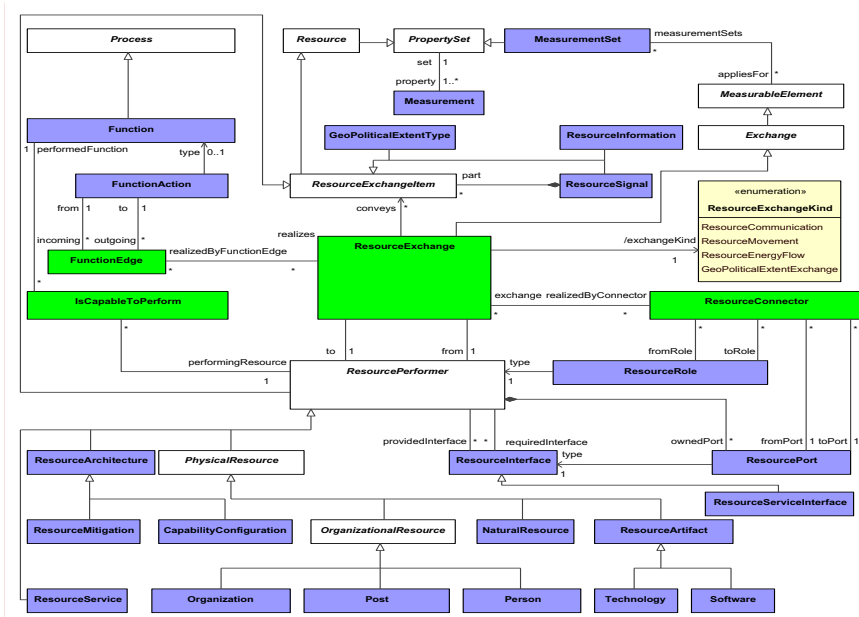 Process
Resource
PropertySet
MeasurementSet
measurementSets
*
set 1
appliesFor *
property 1..*
MeasurableElement
Measurement
Function
GeoPoliticalExtentType
ResourceInformation
Exchange
1 performedFunction
type 0..1
FunctionAction
ResourceExchangeItem
part
*
ResourceSignal
«enumeration»
ResourceExchangeKind
ResourceCommunication
ResourceMovement
ResourceEnergyFlow
GeoPoliticalExtentExchange
from 1
to 1
conveys *
realizes
incoming *
outgoing *
ResourceExchange
/exchangeKind
1
realizedByFunctionEdge
FunctionEdge
*
*
*
IsCapableToPerform
exchange
realizedByConnector
ResourceConnector
*
*
*
*
*
*
*
to 1
from 1
fromRole
toRole
performingResource
1
ResourcePerformer
type
1
ResourceRole
providedInterface *
* requiredInterface
ownedPort *
fromPort 1
toPort 1
ResourceArchitecture
PhysicalResource
ResourceInterface
type
1
ResourcePort
ResourceServiceInterface
ResourceMitigation
CapabilityConfiguration
OrganizationalResource
NaturalResource
ResourceArtifact
ResourceService
Organization
Post
Person
Technology
Software